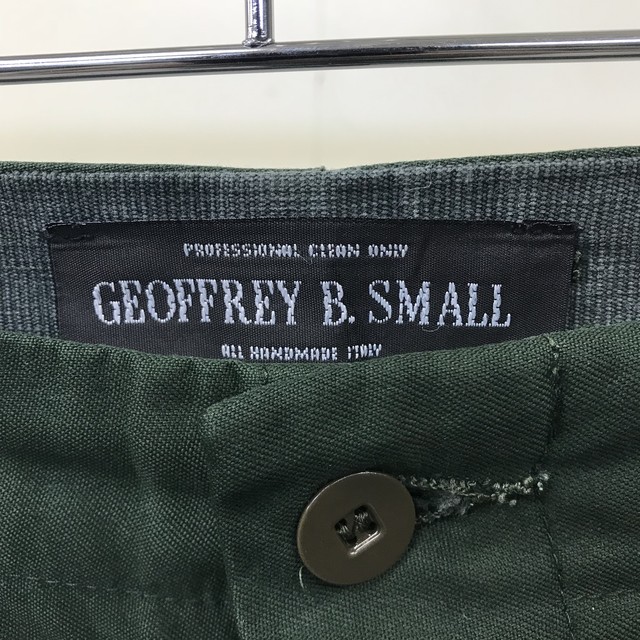 PROFESSIONAL CLEAN ONLY
GEOFFREY B. SMALL
ALL HANDMADE ITALY